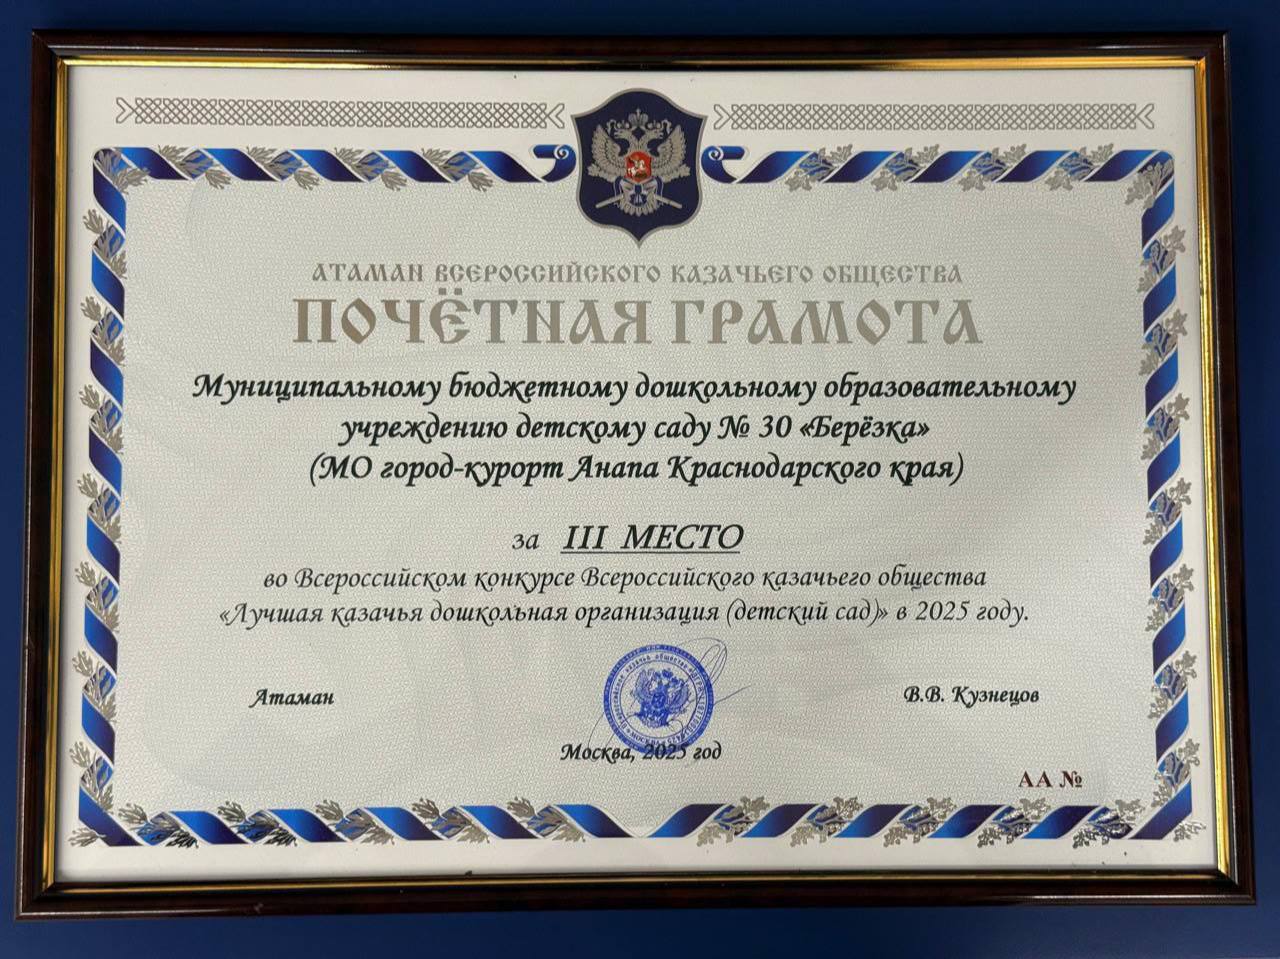 АТАМАН ВСЕРОССИЙСКОГО КАЗАЧЬЕГО ОБЩЕСТВА
ПОЧЁТНАЯ ГРАМОТА
Муниципальному бюджетному дошкольному образовательному
учреждению детскому саду № 30 «Берёзка»
(МО город-курорт Анапа Краснодарского края)
за III МЕСТО
во Всероссийском конкурсе Всероссийского казачьего общества
«Лучшая казачья дошкольная организация (детский сад)» в 2025 году.
Атаман В.В. Кузнецов
Москва, 2025 год
АА №